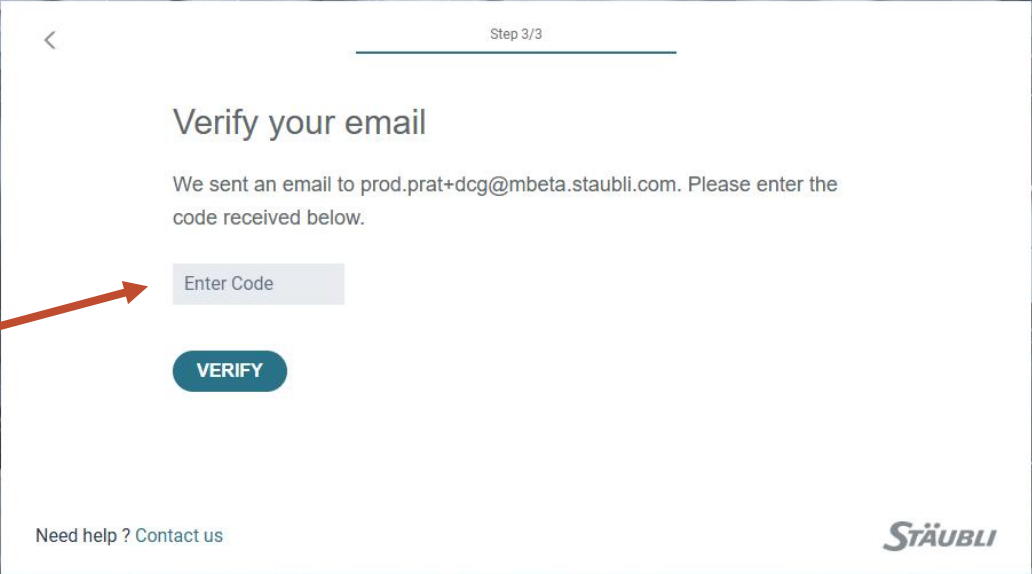 Step 3/3
Verify your email
We sent an email to prod.prat+dcg@mbeta.staubli.com. Please enter the
code received below.
Enter Code
VERIFY
Need help ? Contact us
STÄUBLI